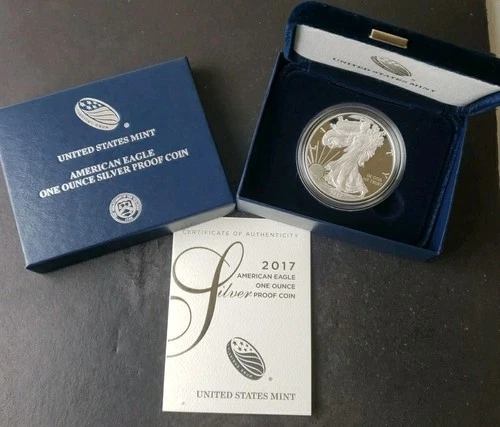 UNITED STATES MINT
AMERICAN EAGLE
ONE OUNCE SILVER PROOF COIN
UNITED STATES MINT
CERTIFICATE OF AUTHENTICITY
2017
AMERICAN EAGLE
ONE OUNCE
Silver PROOF COIN
UNITED STATES MINT